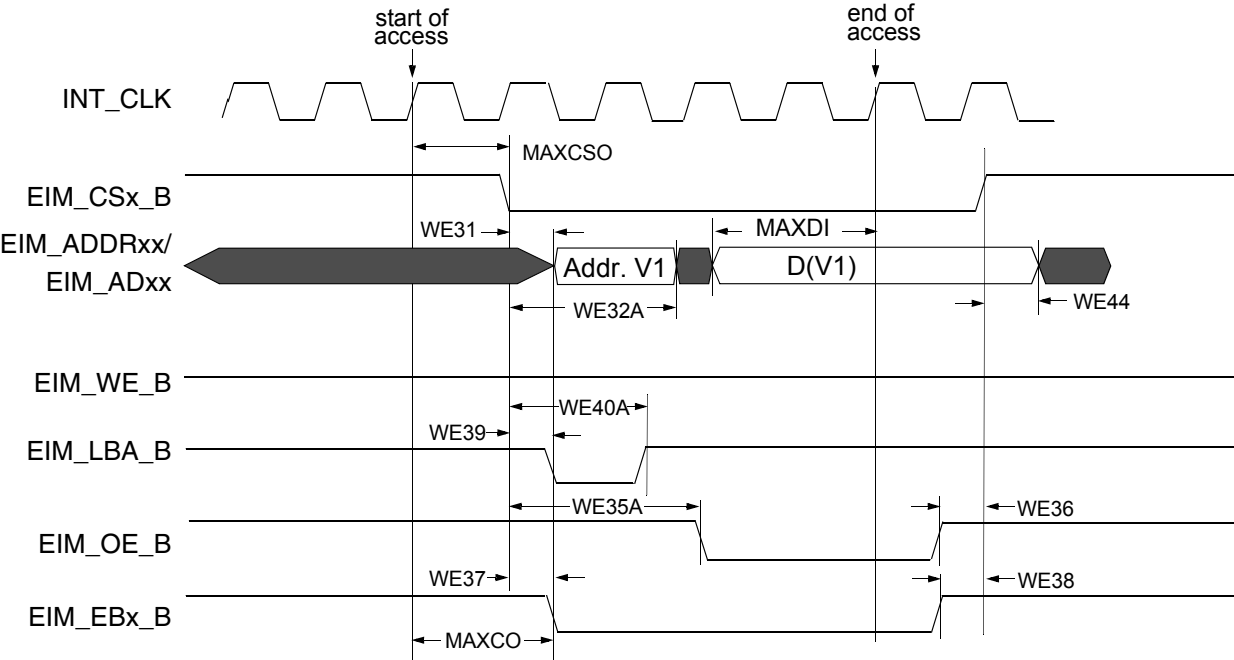 start of
access
end of
access
INT_CLK
MAXCSO
EIM_CSx_B
WE31
MAXDI
EIM_ADDRxx/
EIM_ADxx
Addr. V1
D(V1)
WE32A
WE44
EIM_WE_B
WE40A
WE39
EIM_LBA_B
WE35A
WE36
EIM_OE_B
WE37
WE38
EIM_EBx_B
MAXCO